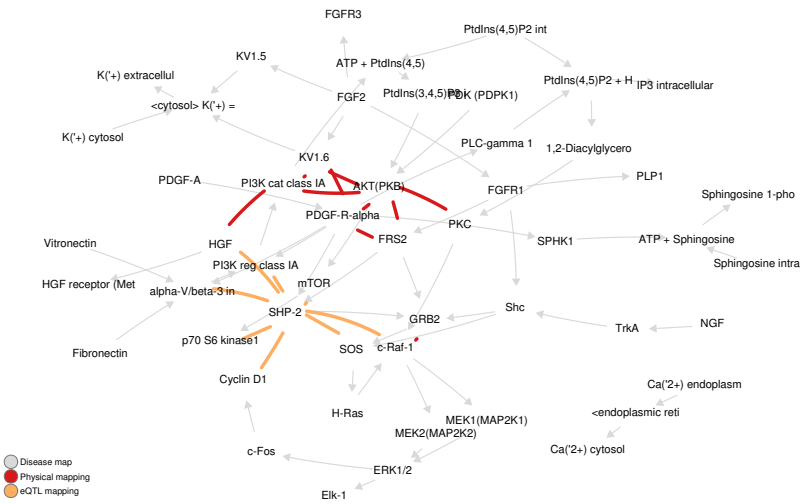 FGFR3
PtdIns(4,5)P2 int
KV1.5
ATP + PtdIns(4,5)
K('+) extracellul
PtdIns(4,5)P2 + H
IP3 intracellular
FGF2
PtdIns(3,4,5)P3 i
PDK (PDPK1)
<cytosol> K('+) =
K('+) cytosol
PLC-gamma 1
1,2-Diacylglycero
KV1.6
PDGF-A
PI3K cat class IA
AKT(PKB)
FGFR1
PLP1
Sphingosine 1-pho
PDGF-R-alpha
PKC
Vitronectin
HGF
FRS2
SPHK1
ATP + Sphingosine
PI3K reg class IA
Sphingosine intra
HGF receptor (Met
alpha-V/beta-3 in
mTOR
SHP-2
GRB2
Shc
TrkA
NGF
p70 S6 kinase1
Fibronectin
SOS
c-Raf-1
Cyclin D1
Ca('2+) endoplasm
H-Ras
MEK1(MAP2K1)
<endoplasmic reti
MEK2(MAP2K2)
c-Fos
Ca('2+) cytosol
ERK1/2
Elk-1
Disease map
Physical mapping
eQTL mapping